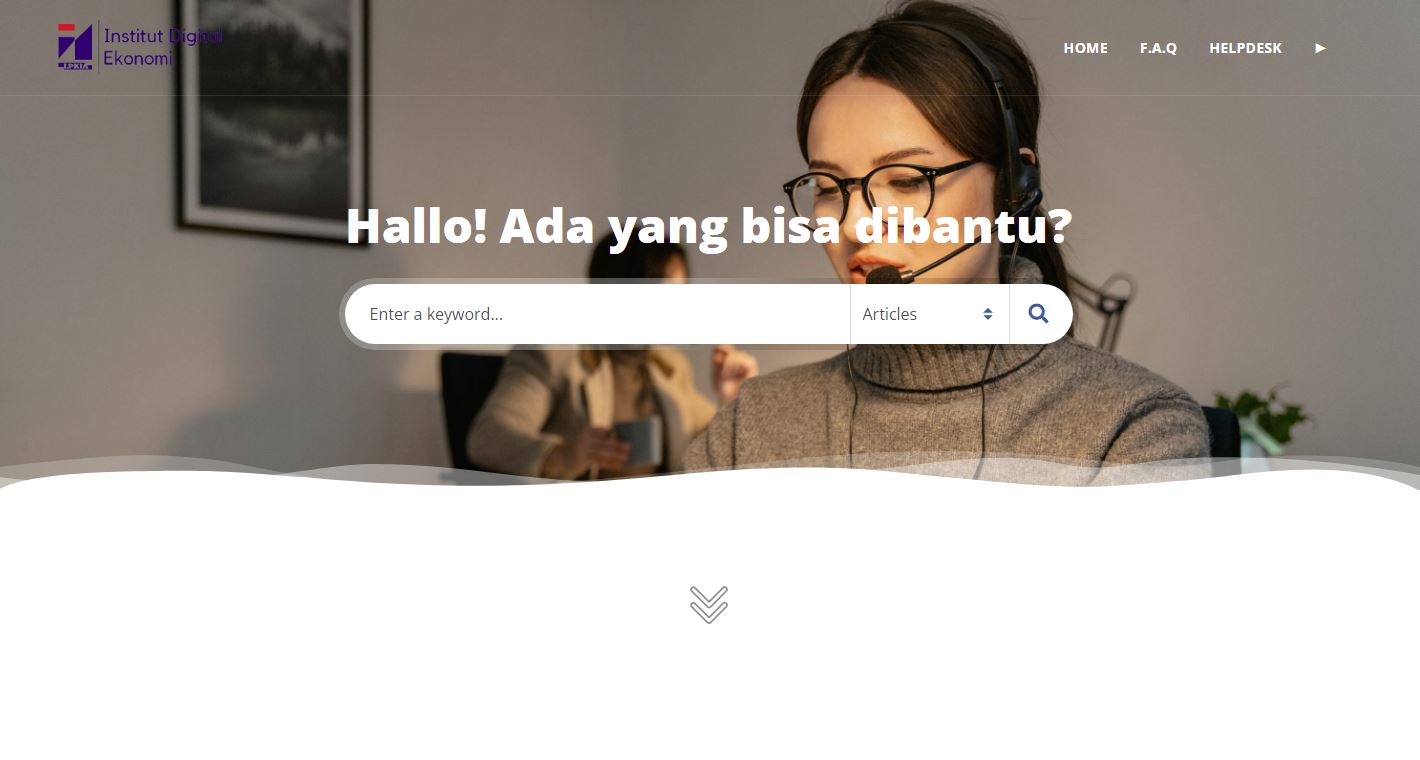 Institut Digital
Ekonomi
LPKIA
HOME F.A.Q HELPDESK
Hallo! Ada yang bisa dibantu?
Enter a keyword... Articles